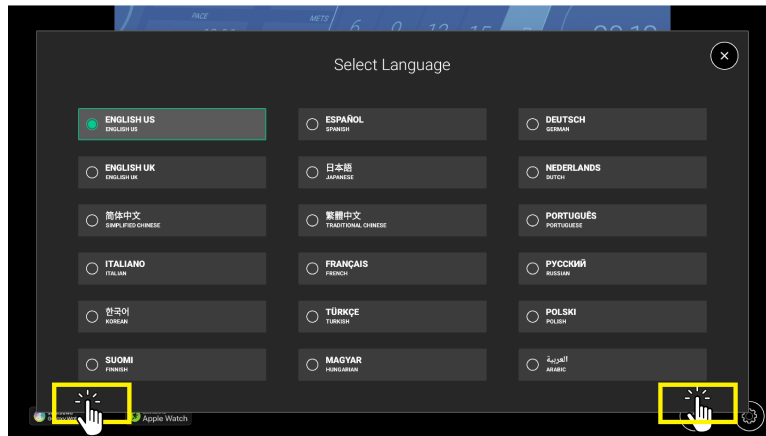 PACE
METS
Select Language
ENGLISH US
ENGLISH US
ESPAÑOL
SPANISH
DEUTSCH
GERMAN
ENGLISH UK
ENGLISH UK
日本語
JAPANESE
NEDERLANDS
DUTCH
简体中文
SIMPLIFIED CHINESE
繁體中文
TRADITIONAL CHINESE
PORTUGUÊS
PORTUGUESE
ITALIANO
ITALIAN
FRANÇAIS
FRENCH
РУССКИЙ
RUSSIAN
한국어
KOREAN
TÜRKÇE
TURKISH
POLSKI
POLISH
SUOMI
FINNISH
MAGYAR
HUNGARIAN
العربية
ARABIC
Apple Watch